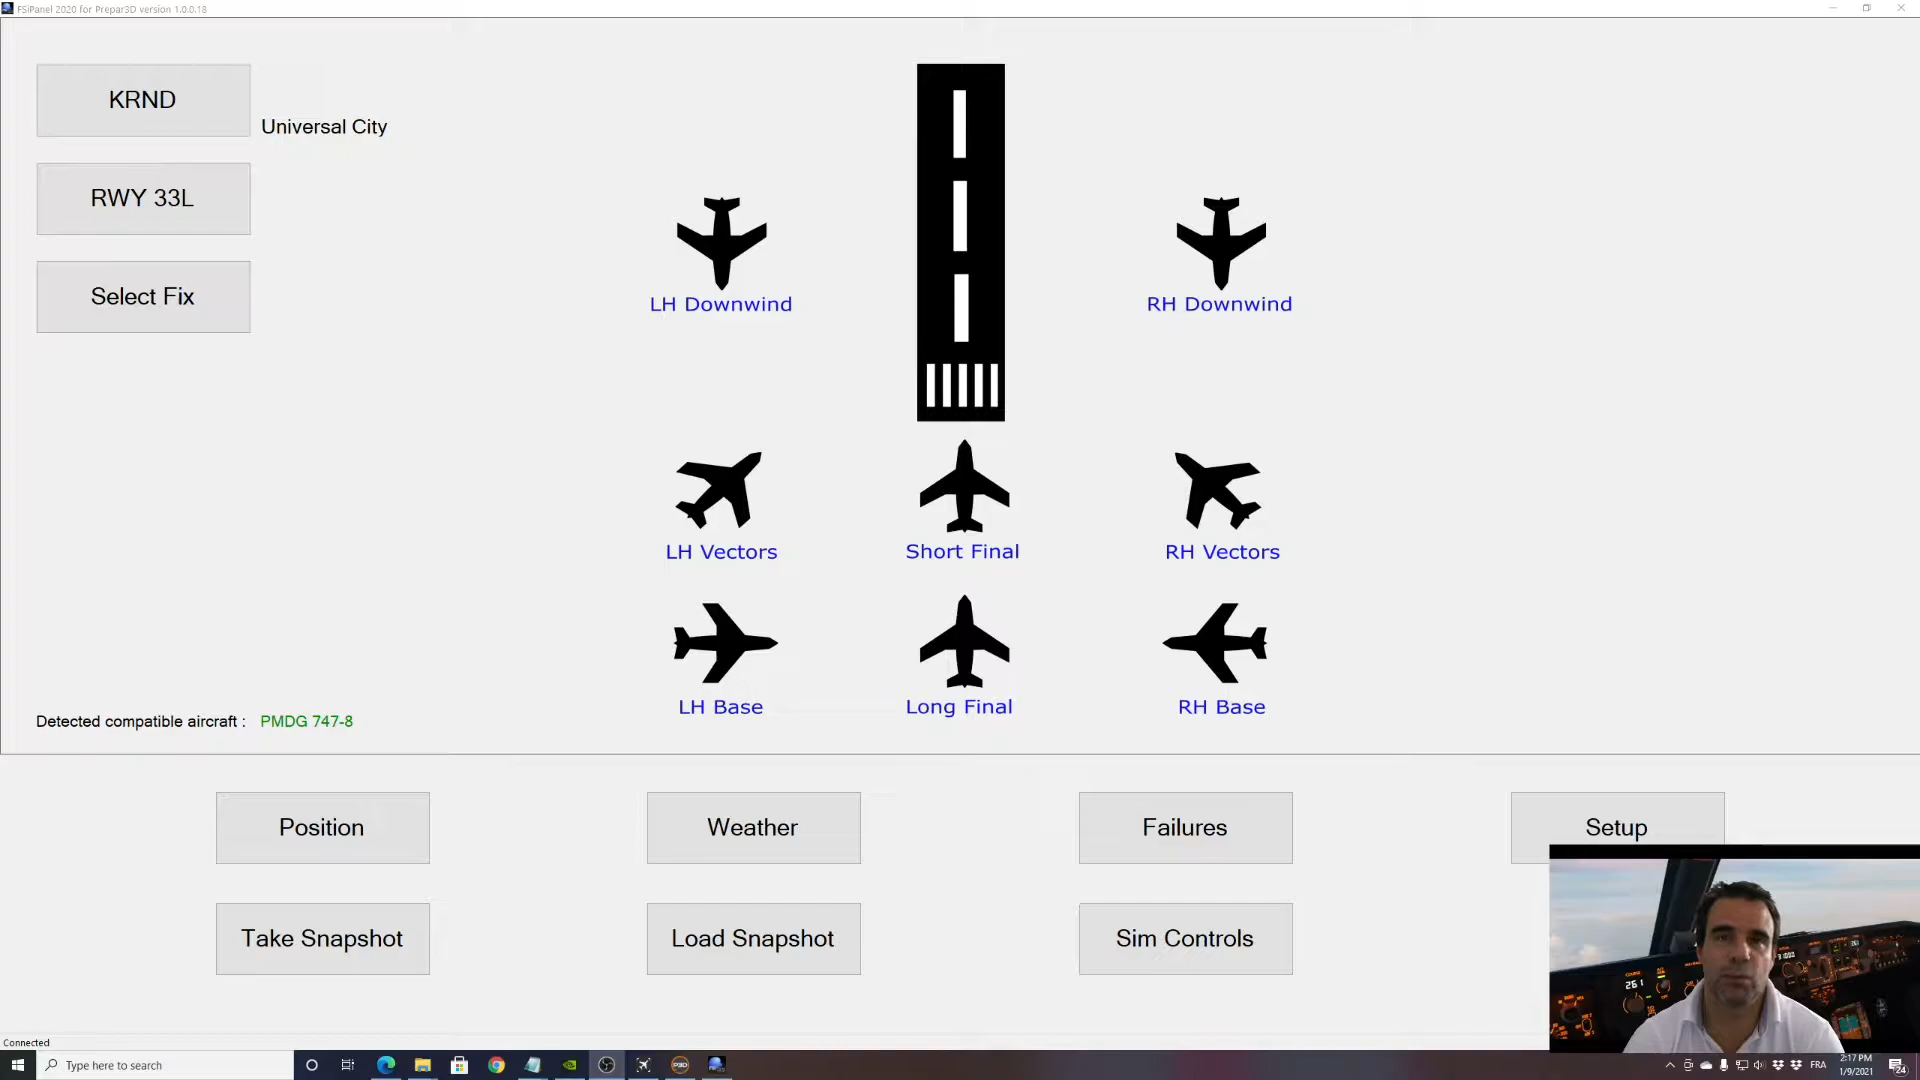 FSiPanel 2020 for Prepar3D version 1.0.0.18
KRND
Universal City
RWY 33L
Select Fix
LH Downwind
RH Downwind
LH Vectors
Short Final
RH Vectors
LH Base
Long Final
RH Base
Detected compatible aircraft : PMDG 747-8
Position
Weather
Failures
Setup
Take Snapshot
Load Snapshot
Sim Controls
Connected
Type here to search
P3D
FRA
2:17 PM
1/9/2021
24
261